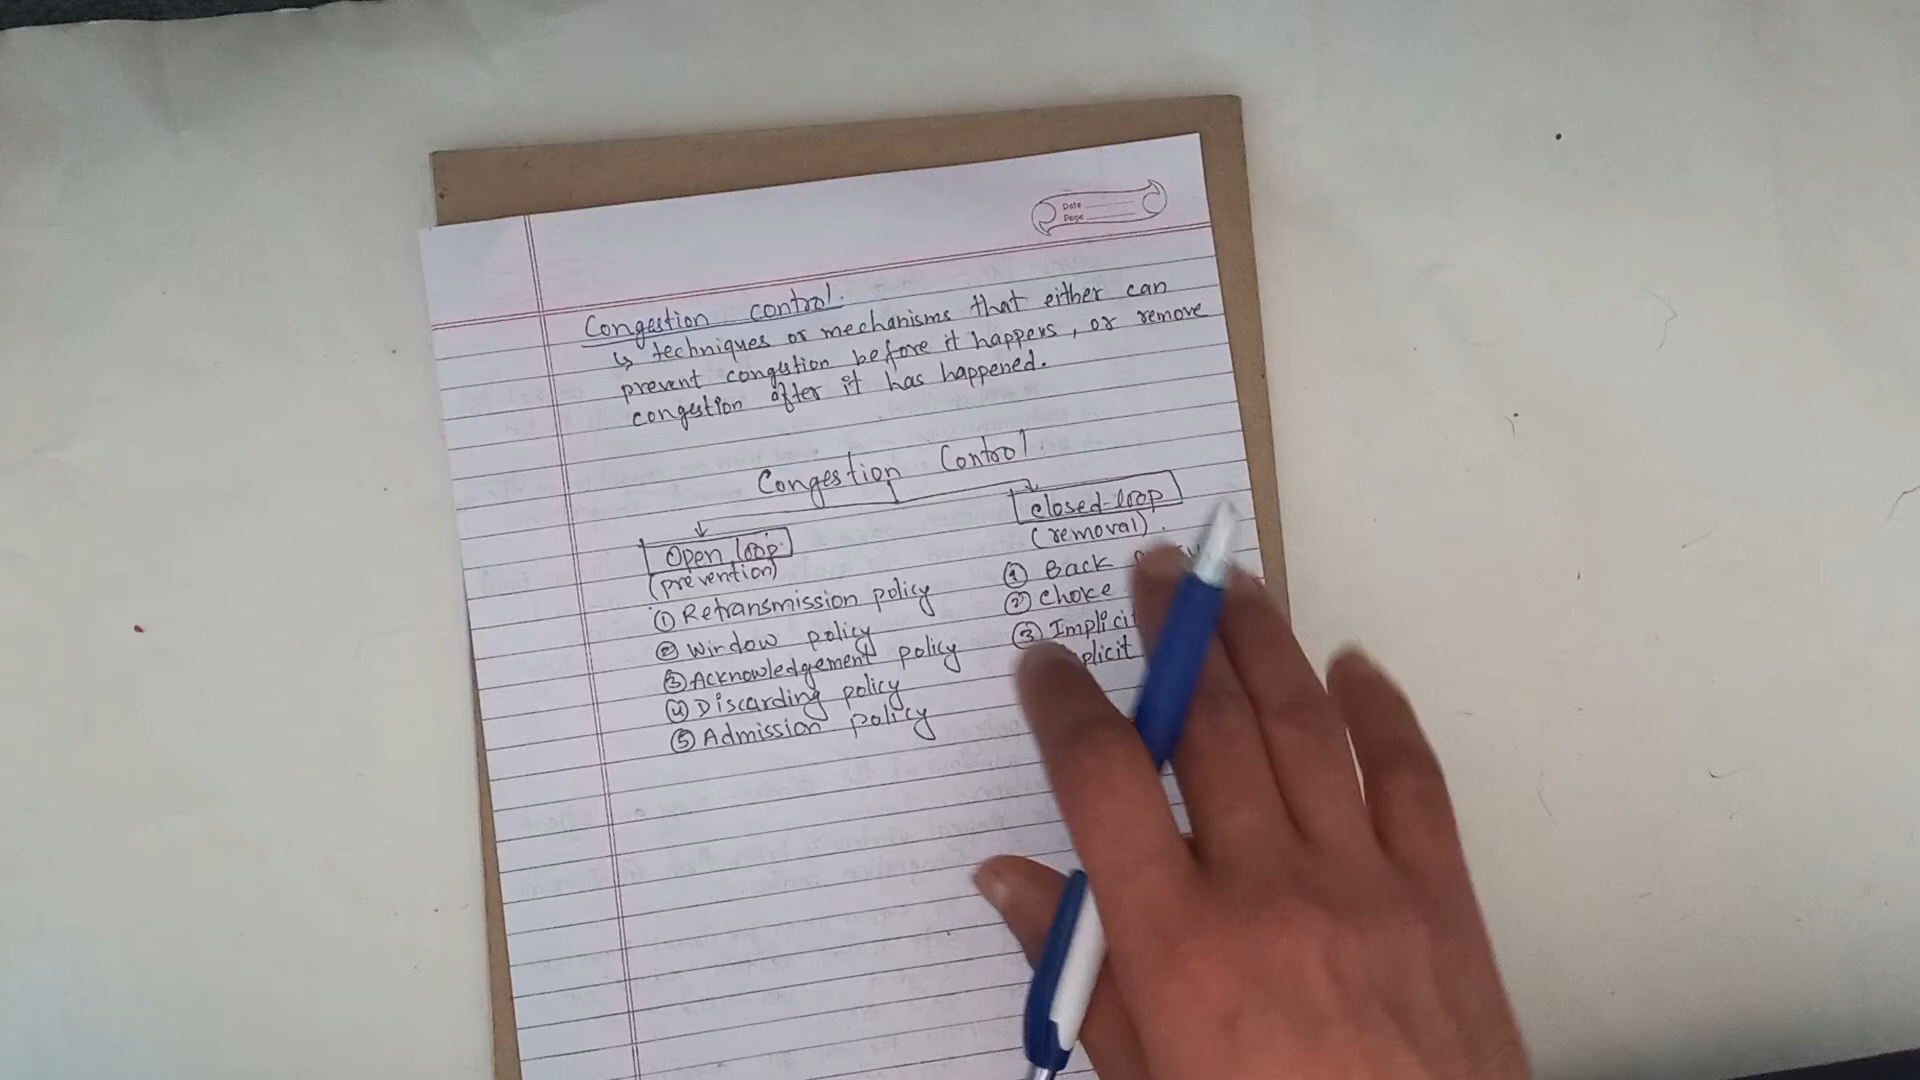 Date
Page
Congestion control.
↳ techniques or mechanisms that either can
prevent congestion before it happens, or remove
congestion after it has happened.
Congestion Control.
Open loop.
(prevention)
① Retransmission policy
② Window policy
③ Acknowledgement policy
④ Discarding policy
⑤ Admission policy
closed-loop
(removal).
① Back
② Choke
③ Implicit